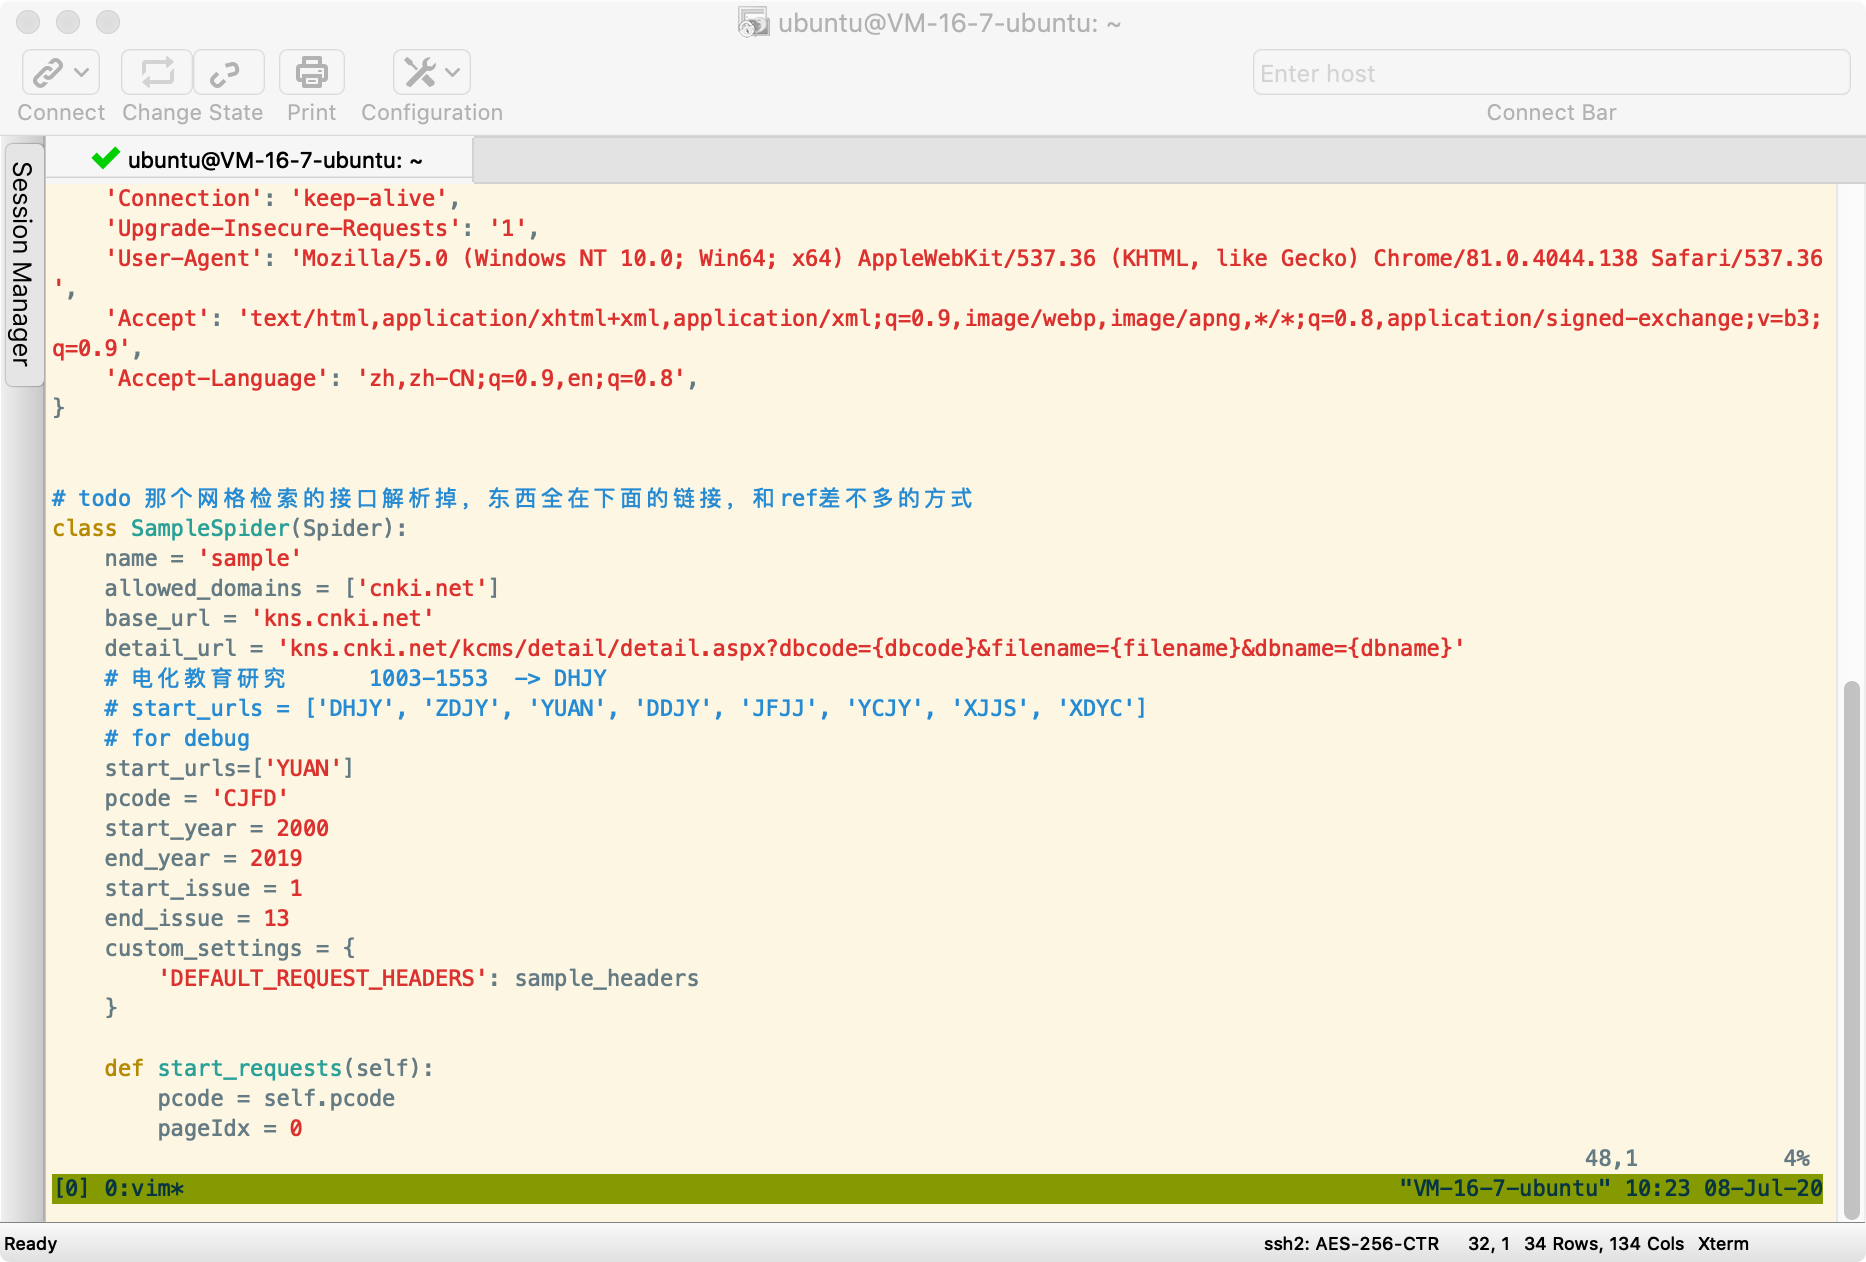 ubuntu@VM-16-7-ubuntu: ~
Enter host
Connect Change State Print Configuration Connect Bar
Session Manager
ubuntu@VM-16-7-ubuntu: ~
    'Connection': 'keep-alive',
    'Upgrade-Insecure-Requests': '1',
    'User-Agent': 'Mozilla/5.0 (Windows NT 10.0; Win64; x64) AppleWebKit/537.36 (KHTML, like Gecko) Chrome/81.0.4044.138 Safari/537.36
',
    'Accept': 'text/html,application/xhtml+xml,application/xml;q=0.9,image/webp,image/apng,*/*;q=0.8,application/signed-exchange;v=b3;
q=0.9',
    'Accept-Language': 'zh,zh-CN;q=0.9,en;q=0.8',
}
# todo 那个网格检索的接口解析掉，东西全在下面的链接，和ref差不多的方式
class SampleSpider(Spider):
    name = 'sample'
    allowed_domains = ['cnki.net']
    base_url = 'kns.cnki.net'
    detail_url = 'kns.cnki.net/kcms/detail/detail.aspx?dbcode={dbcode}&filename={filename}&dbname={dbname}'
    # 电化教育研究      1003-1553  -> DHJY
    # start_urls = ['DHJY', 'ZDJY', 'YUAN', 'DDJY', 'JFJJ', 'YCJY', 'XJJS', 'XDYC']
    # for debug
    start_urls=['YUAN']
    pcode = 'CJFD'
    start_year = 2000
    end_year = 2019
    start_issue = 1
    end_issue = 13
    custom_settings = {
        'DEFAULT_REQUEST_HEADERS': sample_headers
    }
    def start_requests(self):
        pcode = self.pcode
        pageIdx = 0
48,1 4%
[0] 0:vim* "VM-16-7-ubuntu" 10:23 08-Jul-20
Ready ssh2: AES-256-CTR 32, 1 34 Rows, 134 Cols Xterm